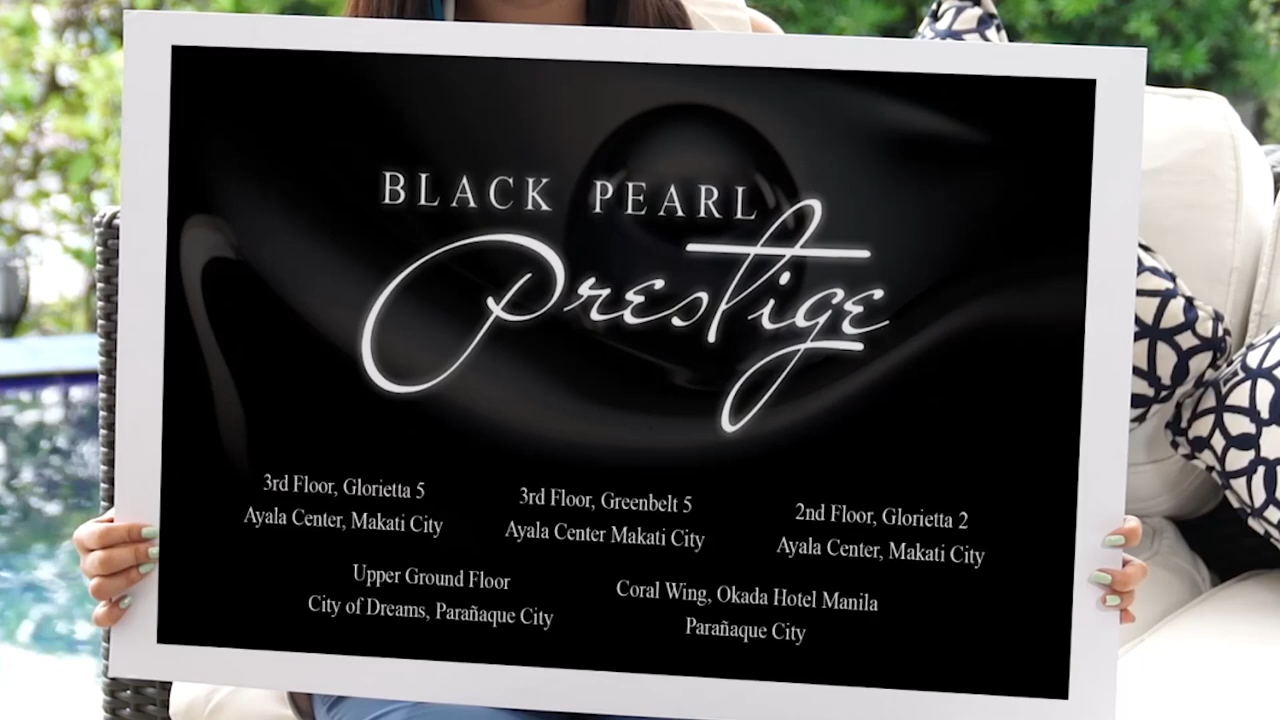 BLACK PEARL
Prestige
3rd Floor, Glorietta 5
Ayala Center, Makati City
3rd Floor, Greenbelt 5
Ayala Center Makati City
2nd Floor, Glorietta 2
Ayala Center, Makati City
Upper Ground Floor
City of Dreams, Parañaque City
Coral Wing, Okada Hotel Manila
Parañaque City